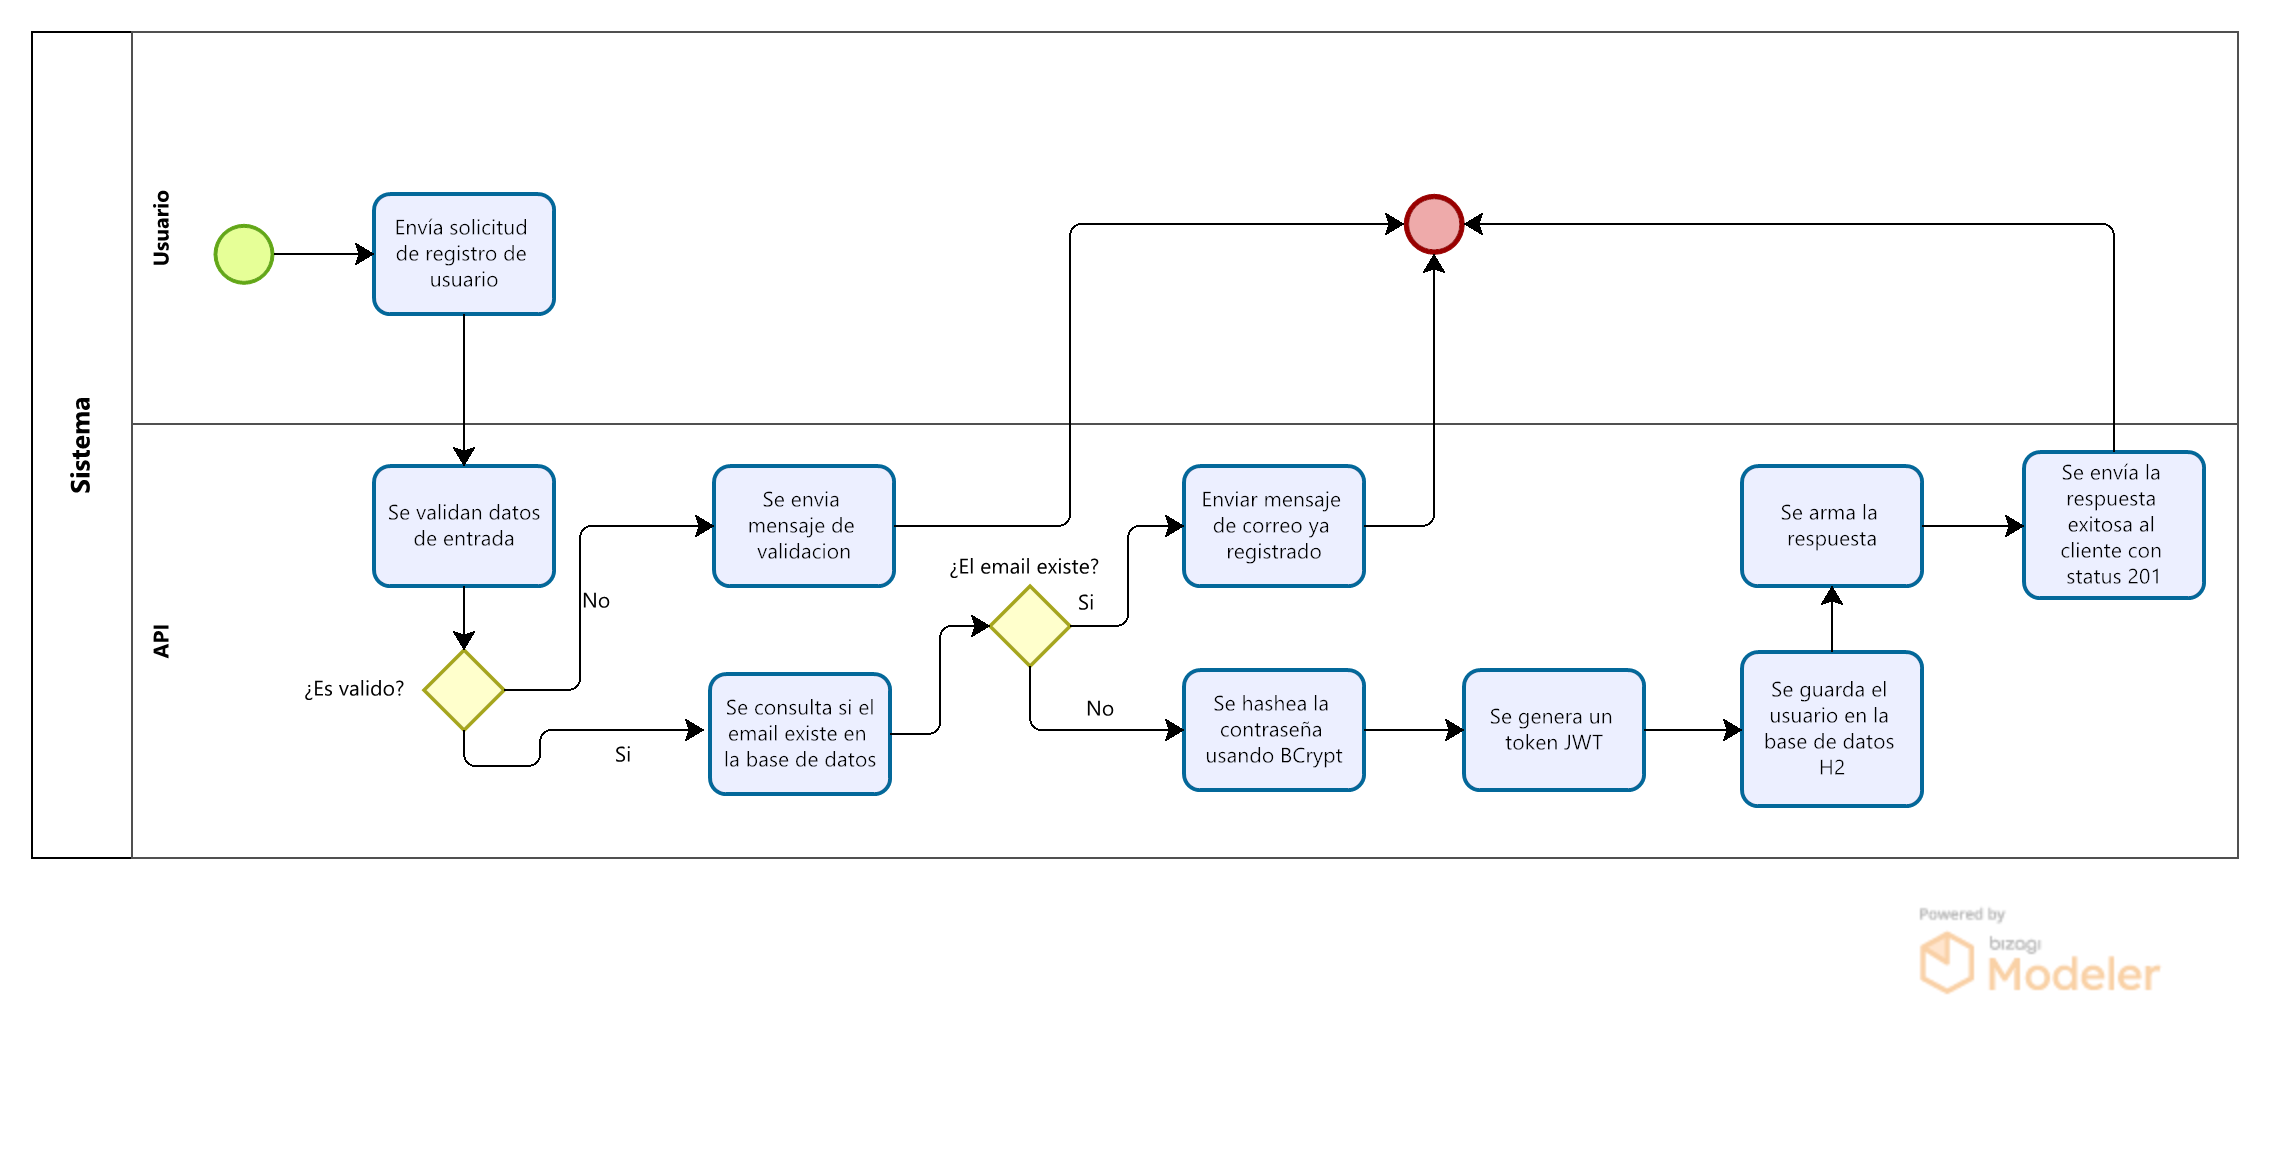 Sistema
Usuario
Envía solicitud
de registro de
usuario
API
Se validan datos
de entrada
¿Es valido?
No
Si
Se envia
mensaje de
validacion
Se consulta si el
email existe en
la base de datos
¿El email existe?
Si
No
Enviar mensaje
de correo ya
registrado
Se hashea la
contraseña
usando BCrypt
Se genera un
token JWT
Se guarda el
usuario en la
base de datos
H2
Se arma la
respuesta
Se envía la
respuesta
exitosa al
cliente con
status 201
Powered by
bizagi
Modeler